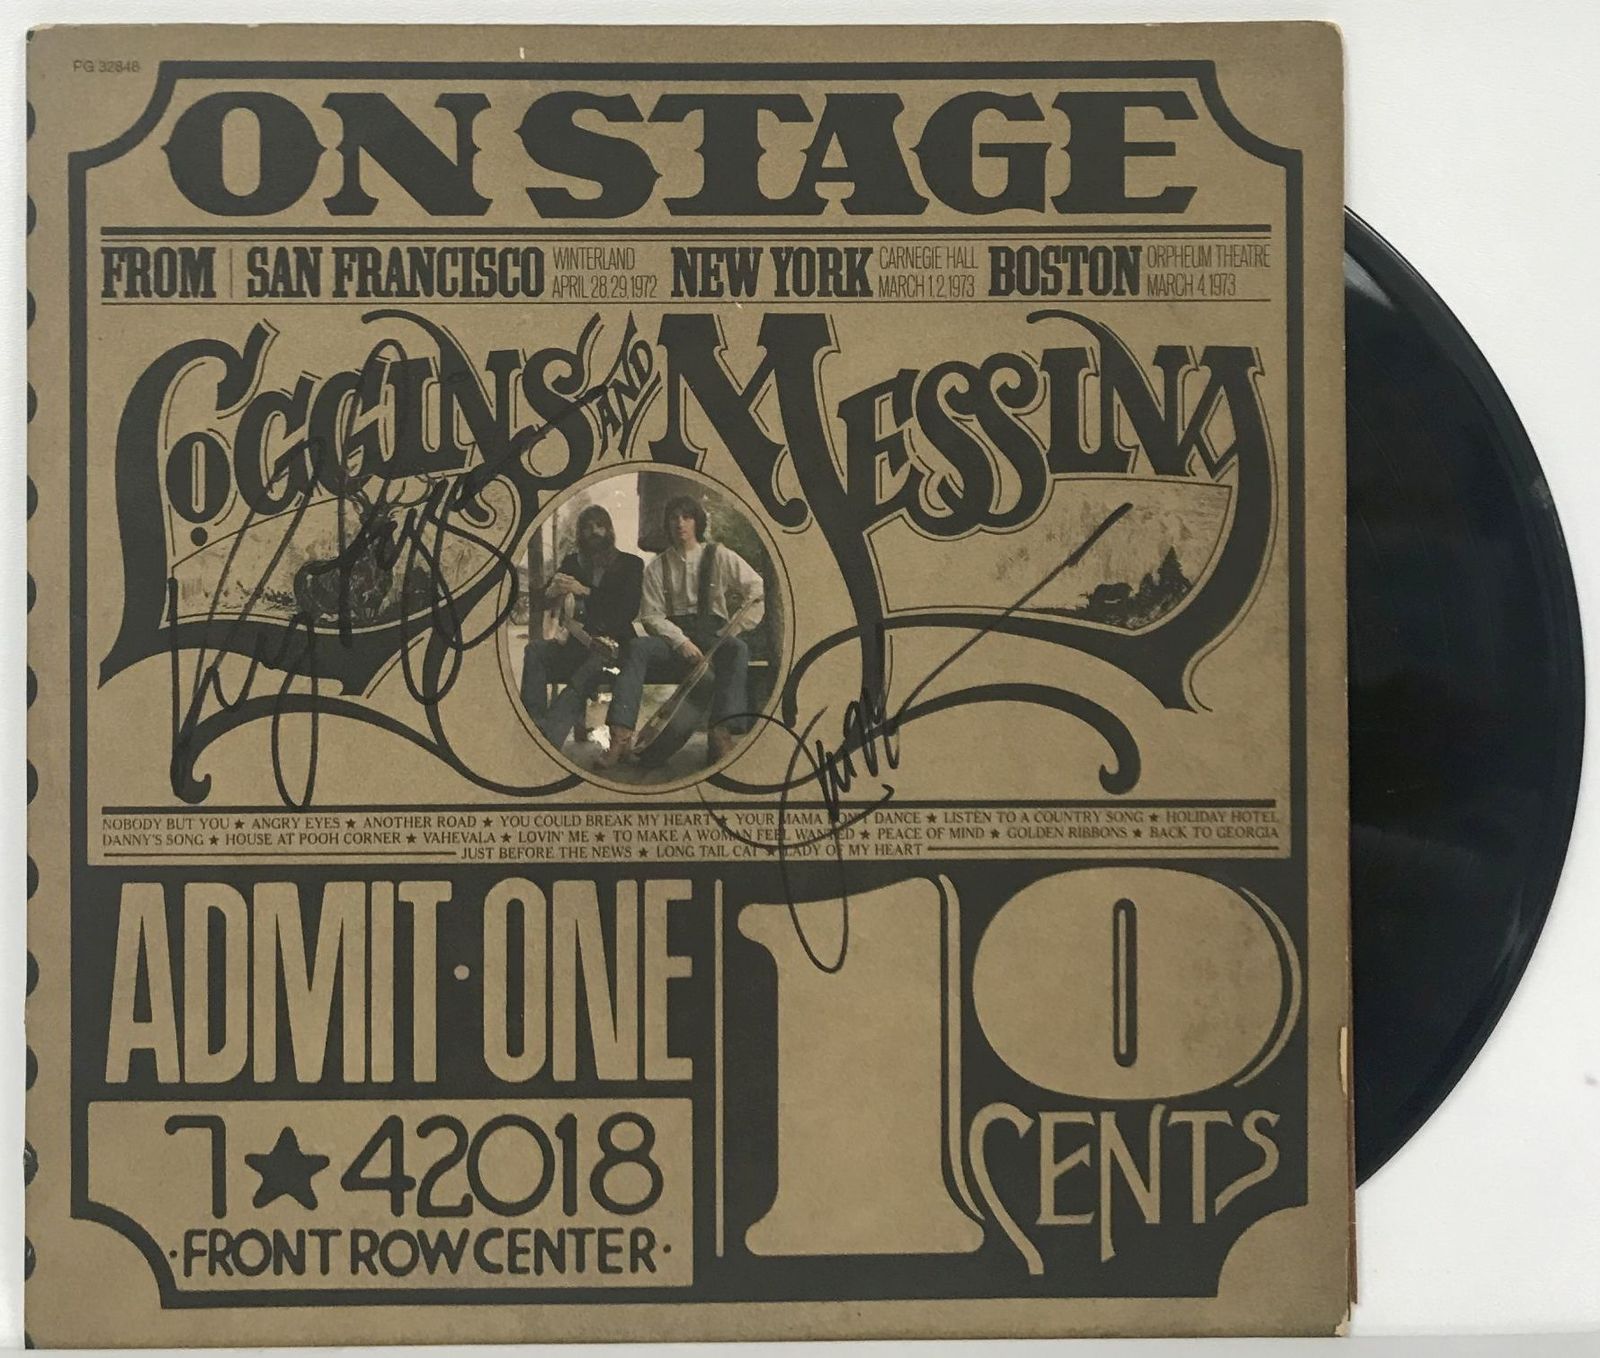 PG 32848
ON STAGE
FROM SAN FRANCISCO WINTERLAND APRIL 28,29,1972 NEW YORK CARNEGIE HALL MARCH 1,2,1973 BOSTON ORPHEUM THEATRE MARCH 4,1973
LOGGINS AND MESSINA
NOBODY BUT YOU ★ ANGRY EYES ★ ANOTHER ROAD ★ YOU COULD BREAK MY HEART ★ YOUR MAMA DON'T DANCE ★ LISTEN TO A COUNTRY SONG ★ HOLIDAY HOTEL
DANNY'S SONG ★ HOUSE AT POOH CORNER ★ VAHEVALA ★ LOVIN' ME ★ TO MAKE A WOMAN FEEL WANTED ★ PEACE OF MIND ★ GOLDEN RIBBONS ★ BACK TO GEORGIA
JUST BEFORE THE NEWS ★ LONG TAIL CAT ★ LADY OF MY HEART
ADMIT·ONE
7★42018
·FRONT ROW CENTER·
10
CENTS